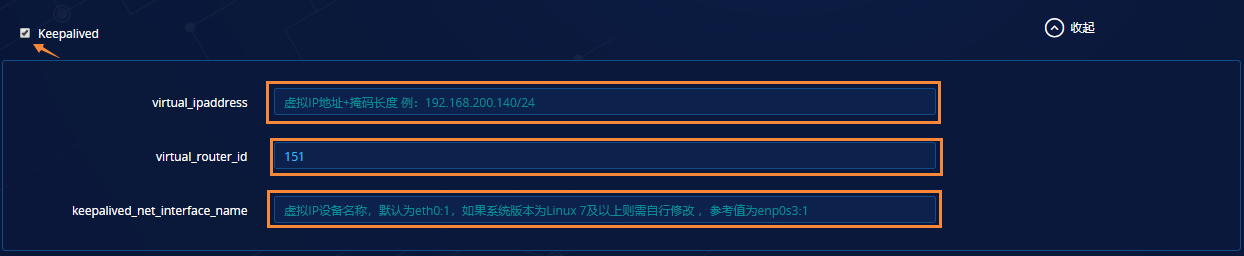 Keepalived
收起
virtual_ipaddress
虚拟IP地址+掩码长度 例：192.168.200.140/24
virtual_router_id
151
keepalived_net_interface_name
虚拟IP设备名称，默认为eth0:1，如果系统版本为Linux 7及以上则需自行修改 ，参考值为enp0s3:1